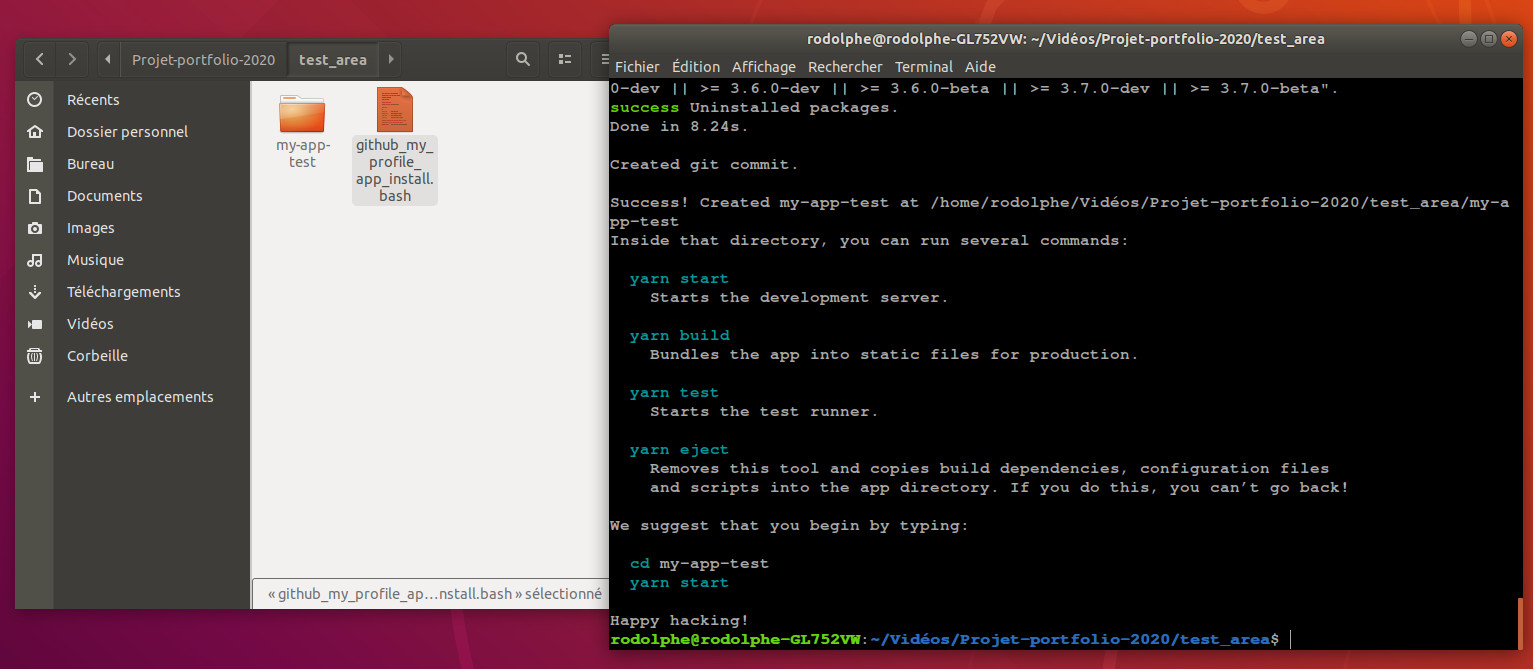 Projet-portfolio-2020 test_area
Récents
Dossier personnel
Bureau
Documents
Images
Musique
Téléchargements
Vidéos
Corbeille
+ Autres emplacements
my-app-
test
github_my_
profile_
app_install.
bash
« github_my_profile_ap…nstall.bash » sélectionné
rodolphe@rodolphe-GL752VW: ~/Vidéos/Projet-portfolio-2020/test_area
Fichier Édition Affichage Rechercher Terminal Aide
0-dev || >= 3.6.0-dev || >= 3.6.0-beta || >= 3.7.0-dev || >= 3.7.0-beta".
success Uninstalled packages.
Done in 8.24s.
Created git commit.
Success! Created my-app-test at /home/rodolphe/Vidéos/Projet-portfolio-2020/test_area/my-a
pp-test
Inside that directory, you can run several commands:
yarn start
Starts the development server.
yarn build
Bundles the app into static files for production.
yarn test
Starts the test runner.
yarn eject
Removes this tool and copies build dependencies, configuration files
and scripts into the app directory. If you do this, you can’t go back!
We suggest that you begin by typing:
cd my-app-test
yarn start
Happy hacking!
rodolphe@rodolphe-GL752VW:~/Vidéos/Projet-portfolio-2020/test_area$